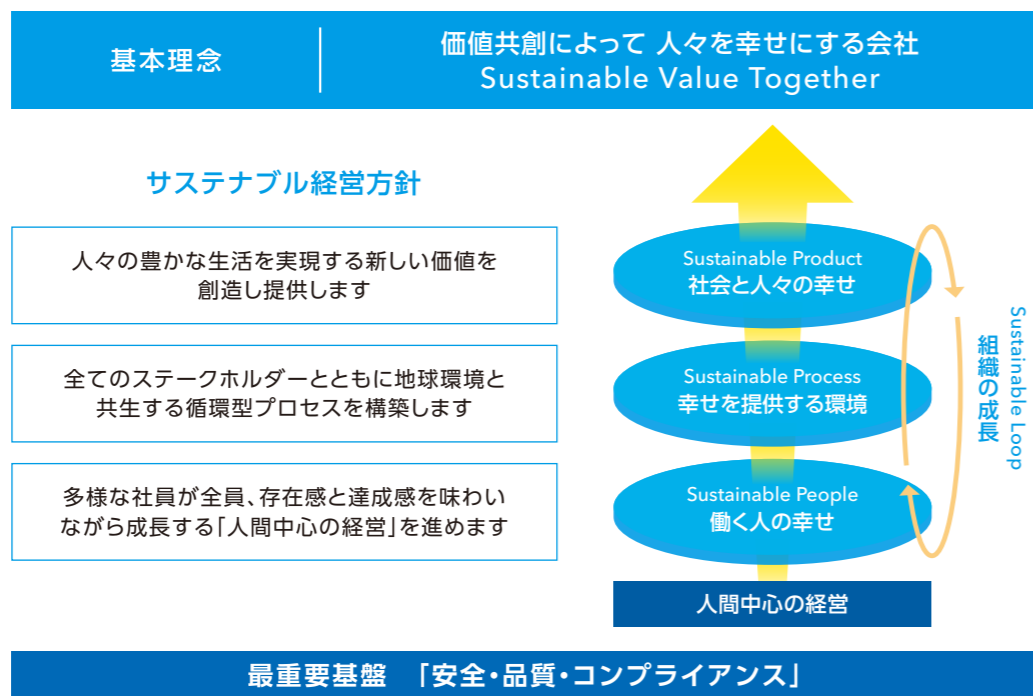 基本理念
価値共創によって 人々を幸せにする会社
Sustainable Value Together
サステナブル経営方針
人々の豊かな生活を実現する新しい価値を
創造し提供します
全てのステークホルダーとともに地球環境と
共生する循環型プロセスを構築します
多様な社員が全員、存在感と達成感を味わい
ながら成長する「人間中心の経営」を進めます
Sustainable Product
社会と人々の幸せ
Sustainable Process
幸せを提供する環境
Sustainable People
働く人の幸せ
人間中心の経営
Sustainable Loop
組織の成長
最重要基盤 「安全・品質・コンプライアンス」